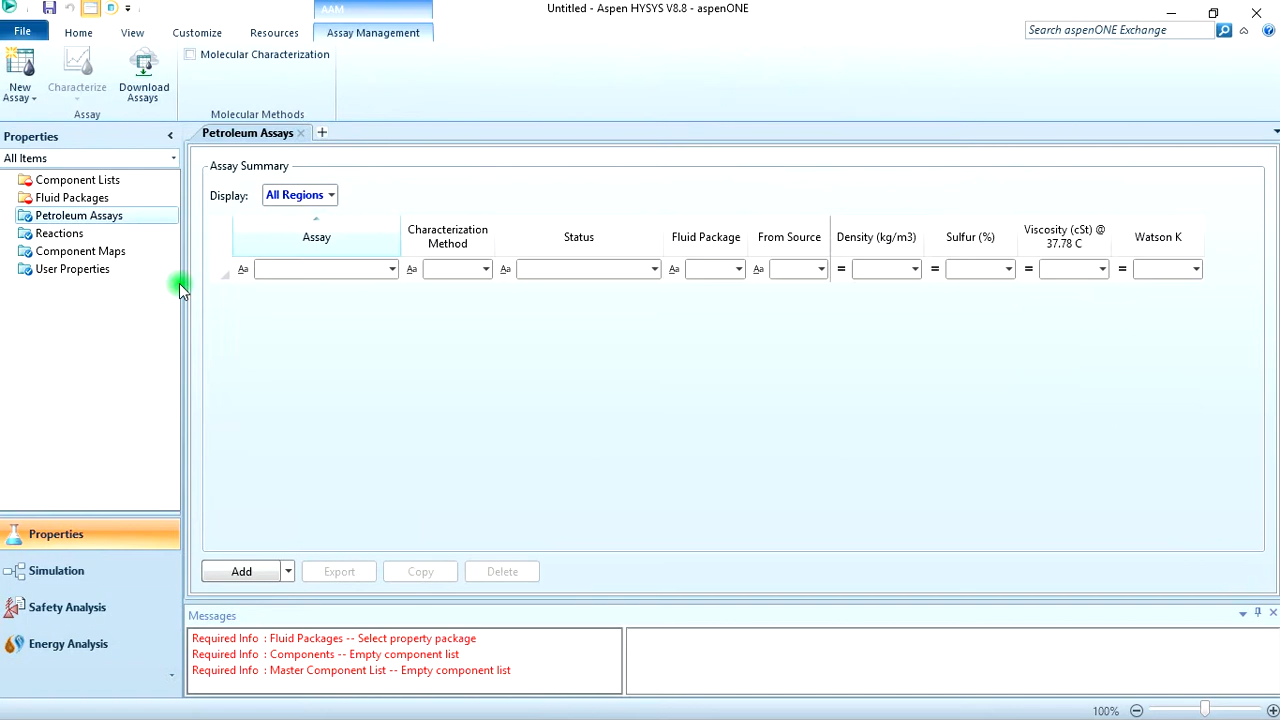 AAM
Untitled - Aspen HYSYS V8.8 - aspenONE
File Home View Customize Resources Assay Management
Search aspenONE Exchange
New Assay
Characterize
Download Assays
Assay
Molecular Characterization
Molecular Methods
Properties
All Items
Component Lists
Fluid Packages
Petroleum Assays
Reactions
Component Maps
User Properties
Properties
Simulation
Safety Analysis
Energy Analysis
Petroleum Assays
Assay Summary
Display: All Regions
Assay
Characterization Method
Status
Fluid Package
From Source
Density (kg/m3)
Sulfur (%)
Viscosity (cSt) @ 37.78 C
Watson K
Aa Aa Aa Aa Aa = = = =
Add Export Copy Delete
Messages
Required Info : Fluid Packages -- Select property package
Required Info : Components -- Empty component list
Required Info : Master Component List -- Empty component list
100%